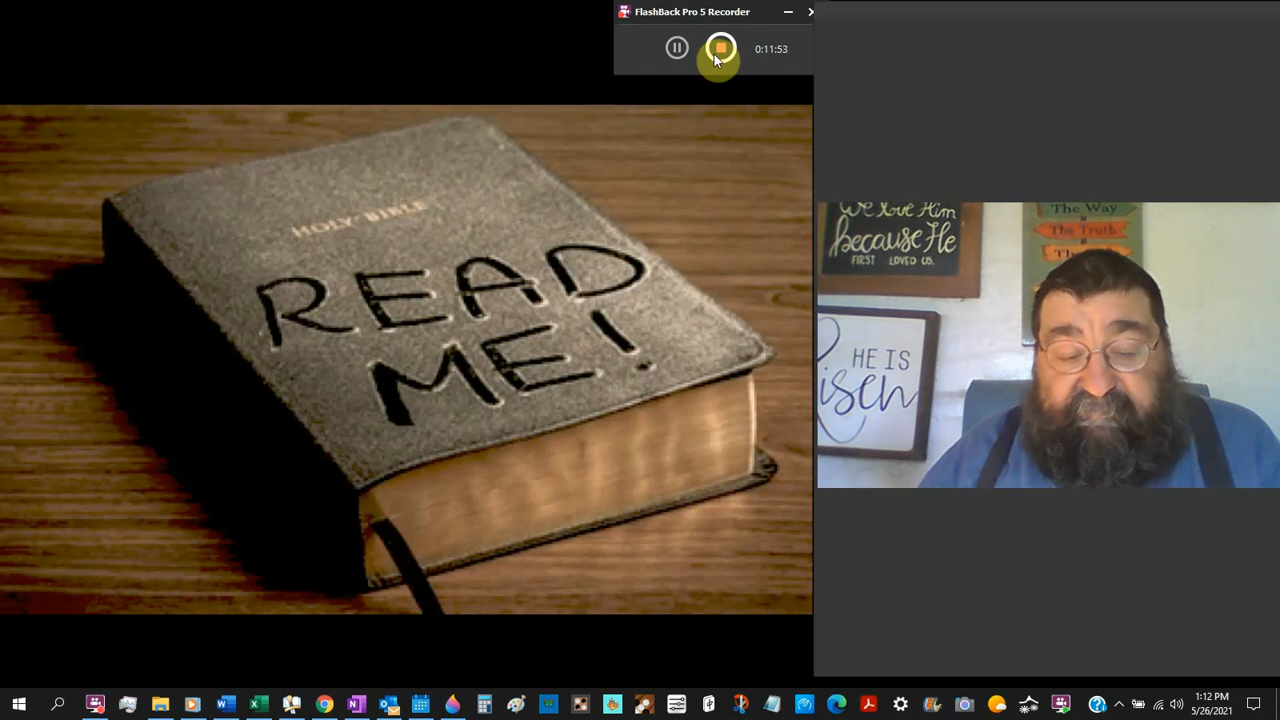 FlashBack Pro 5 Recorder
0:11:53
HOLY BIBLE
READ
ME!
We love Him
because He
FIRST LOVED US.
The Way
The Truth
HE IS
Risen
1:12 PM
5/26/2021